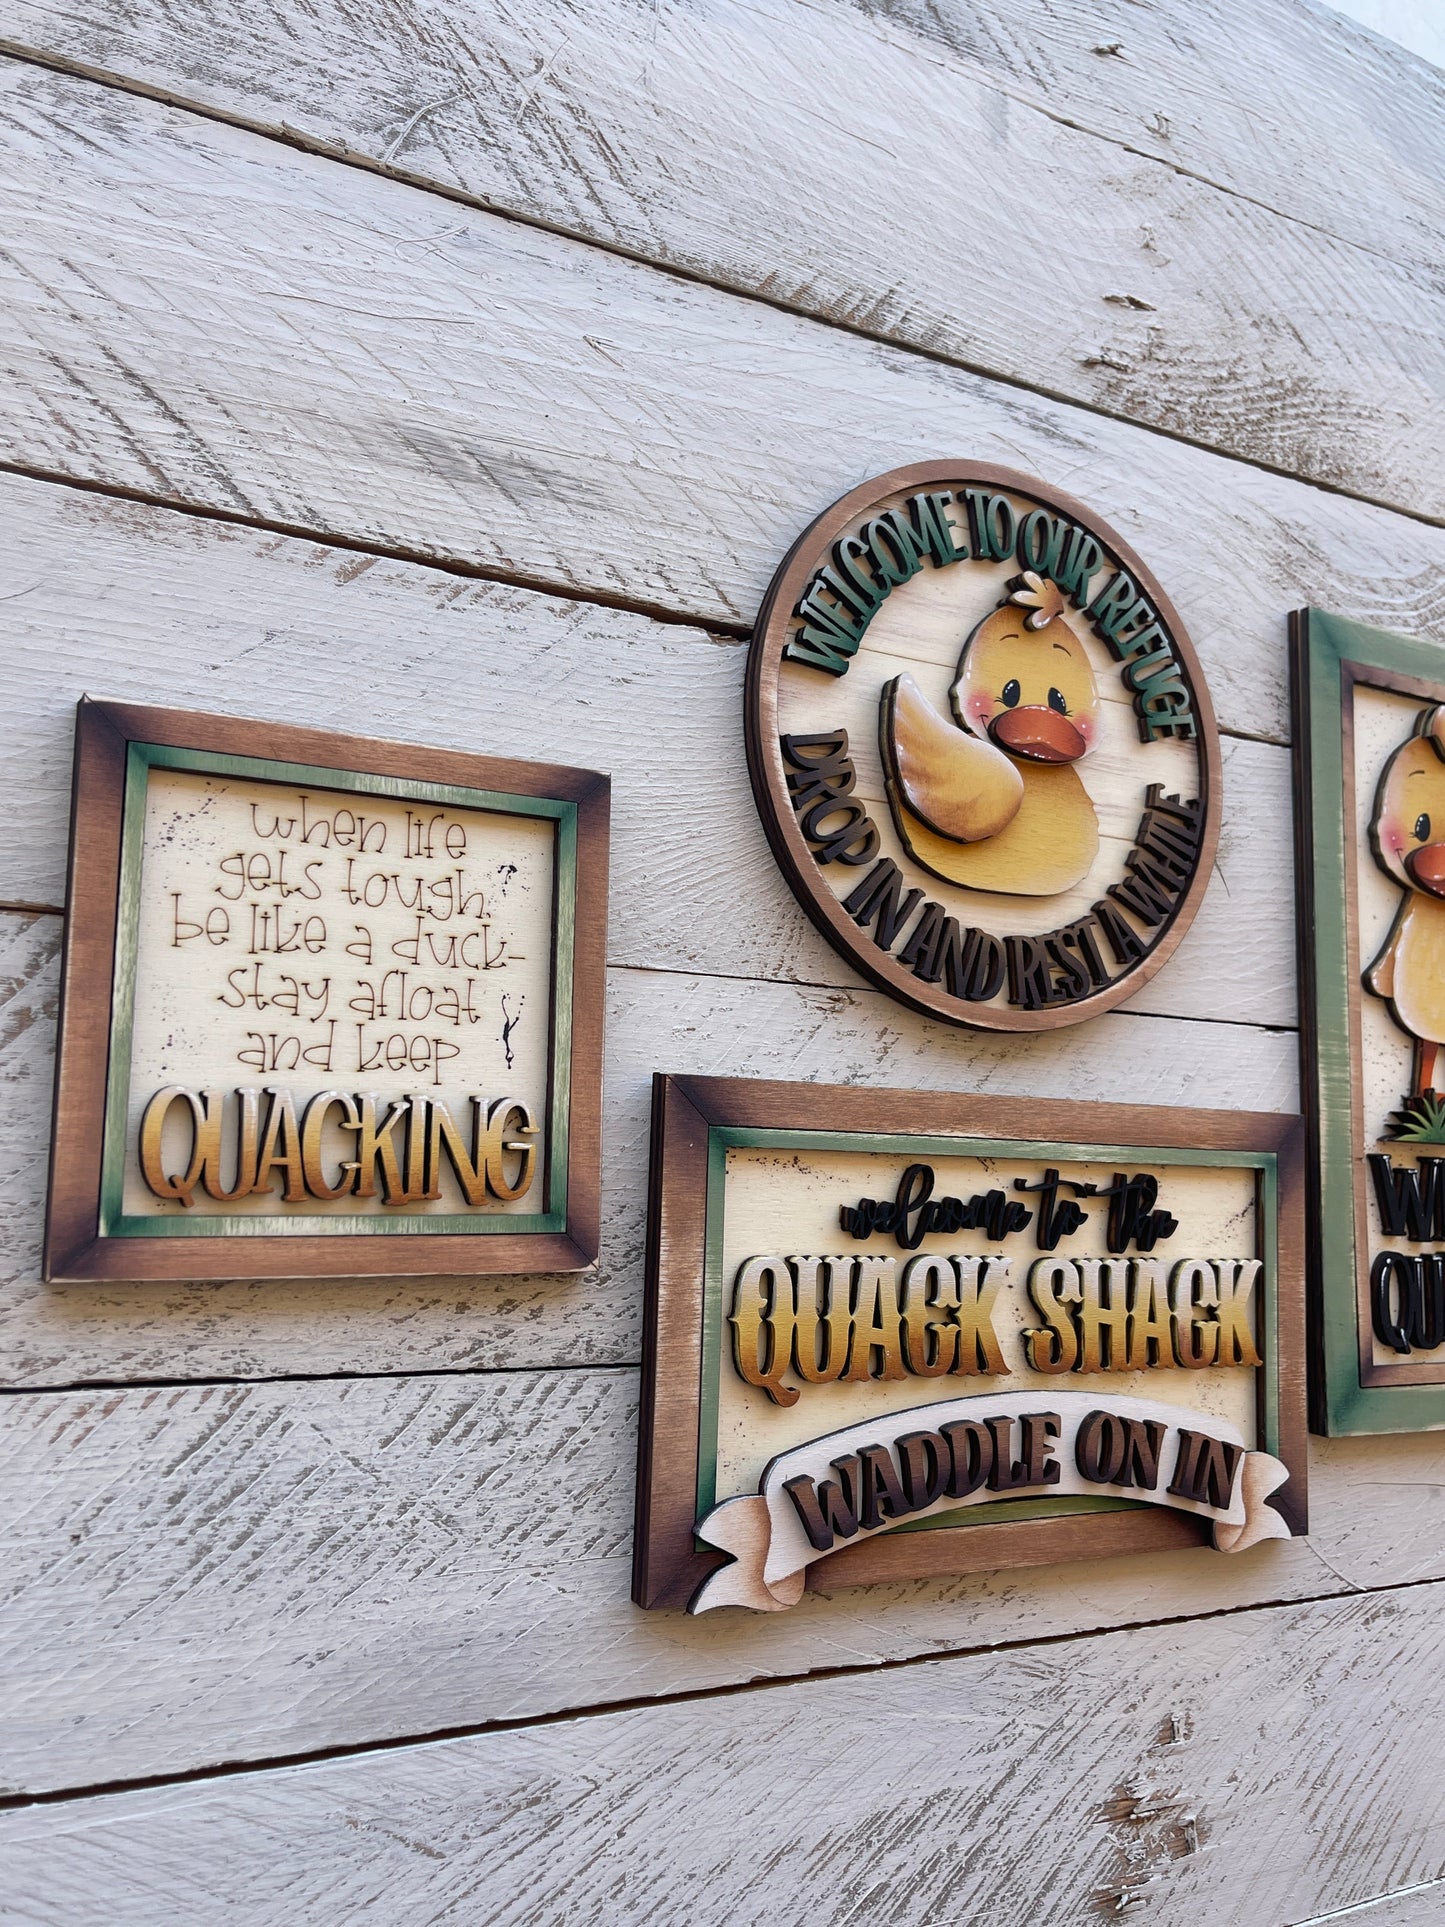 when life
gets tough,
be like a duck-
stay afloat
and keep
QUACKING
WELCOME TO OUR REFUGE
DROP IN AND REST A WHILE
welcome to the
QUACK SHACK
WADDLE ON IN